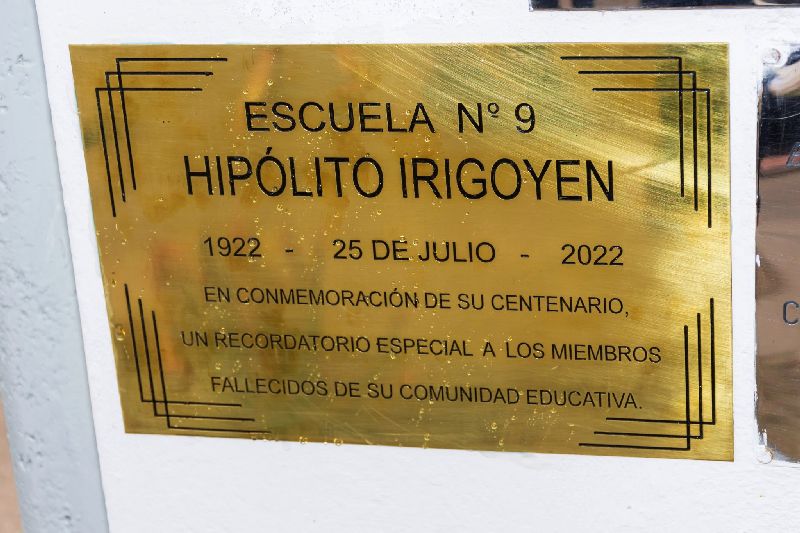 ESCUELA Nº 9
HIPÓLITO IRIGOYEN
1922 - 25 DE JULIO - 2022
EN CONMEMORACIÓN DE SU CENTENARIO,
UN RECORDATORIO ESPECIAL A LOS MIEMBROS
FALLECIDOS DE SU COMUNIDAD EDUCATIVA.